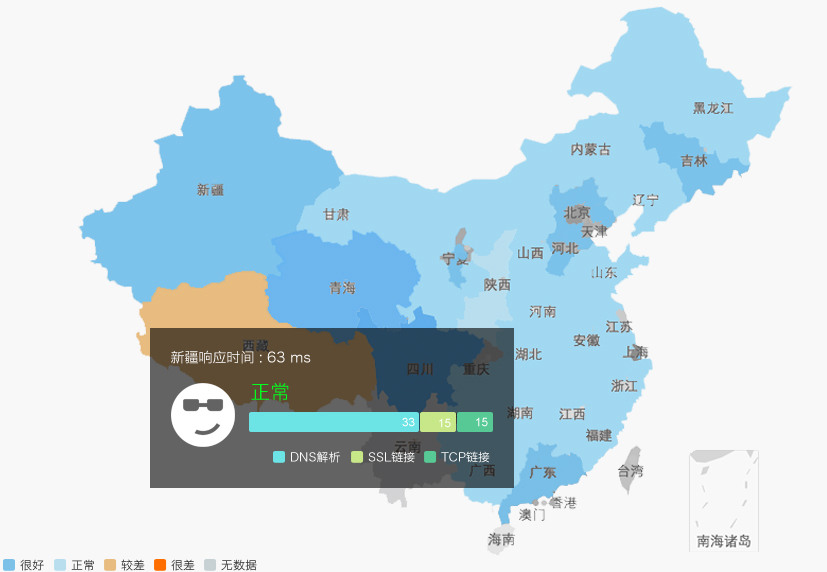 黑龙江
内蒙古
吉林
新疆
辽宁
甘肃
北京
天津
宁夏
山西
河北
山东
青海
陕西
河南
江苏
安徽
上海
西藏
湖北
新疆响应时间 : 63 ms
四川
重庆
浙江
正常
湖南
江西
33
15
15
福建
云南
DNS解析
SSL链接
TCP链接
广西
广东
台湾
香港
澳门
海南
南海诸岛
很好
正常
较差
很差
无数据